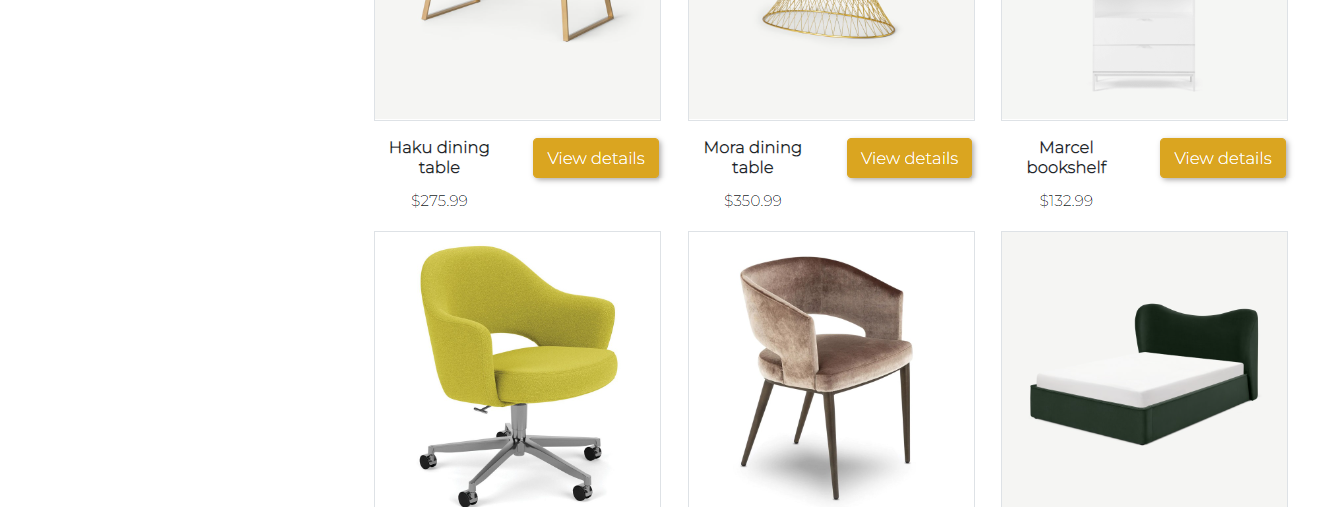 Haku dining
table
View details
$275.99
Mora dining
table
View details
$350.99
Marcel
bookshelf
View details
$132.99